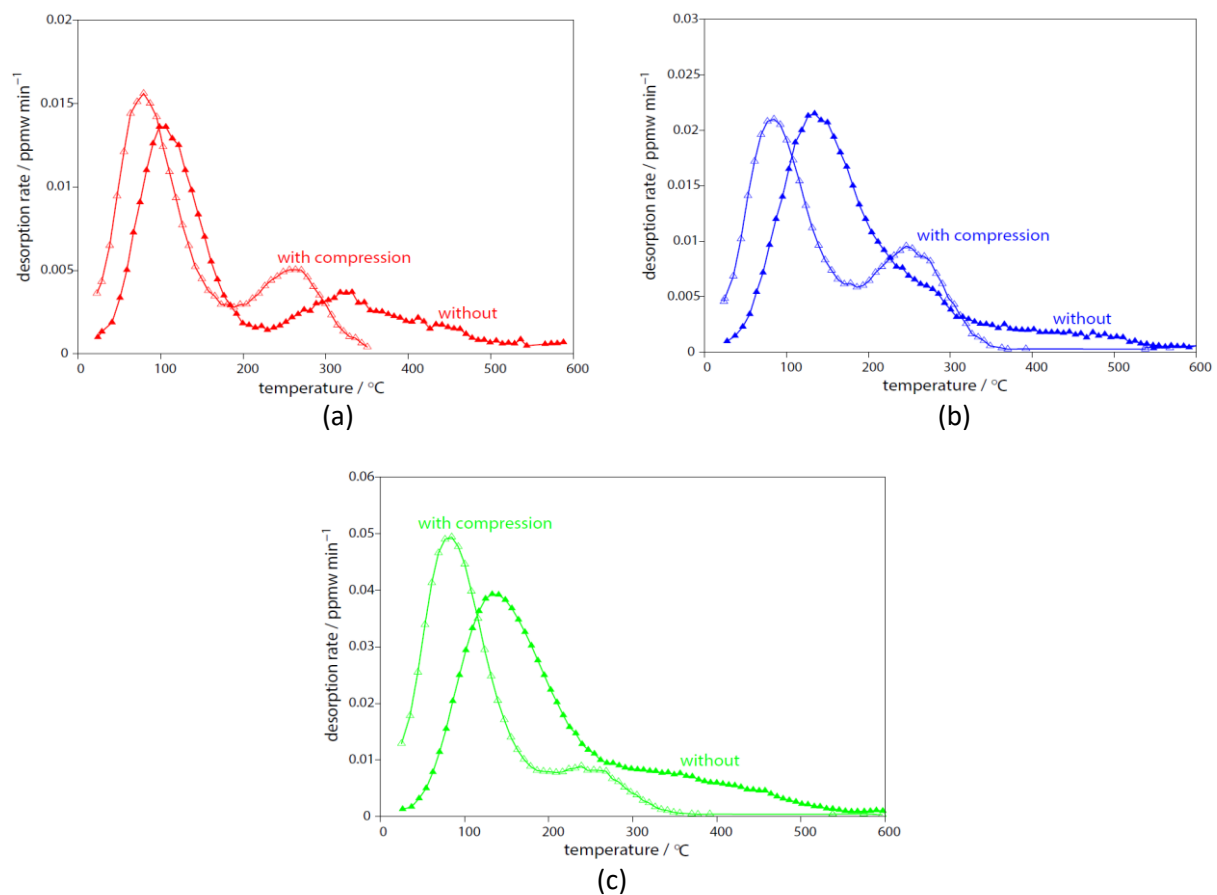 0.02
0.015
0.01
0.005
0
desorption rate / ppmw min⁻¹
with compression
without
0 100 200 300 400 500 600
temperature / °C
(a)
0.03
0.025
0.02
0.015
0.01
0.005
0
desorption rate / ppmw min⁻¹
with compression
without
0 100 200 300 400 500 600
temperature / °C
(b)
0.06
0.05
0.04
0.03
0.02
0.01
0
desorption rate / ppmw min⁻¹
with compression
without
0 100 200 300 400 500 600
temperature / °C
(c)